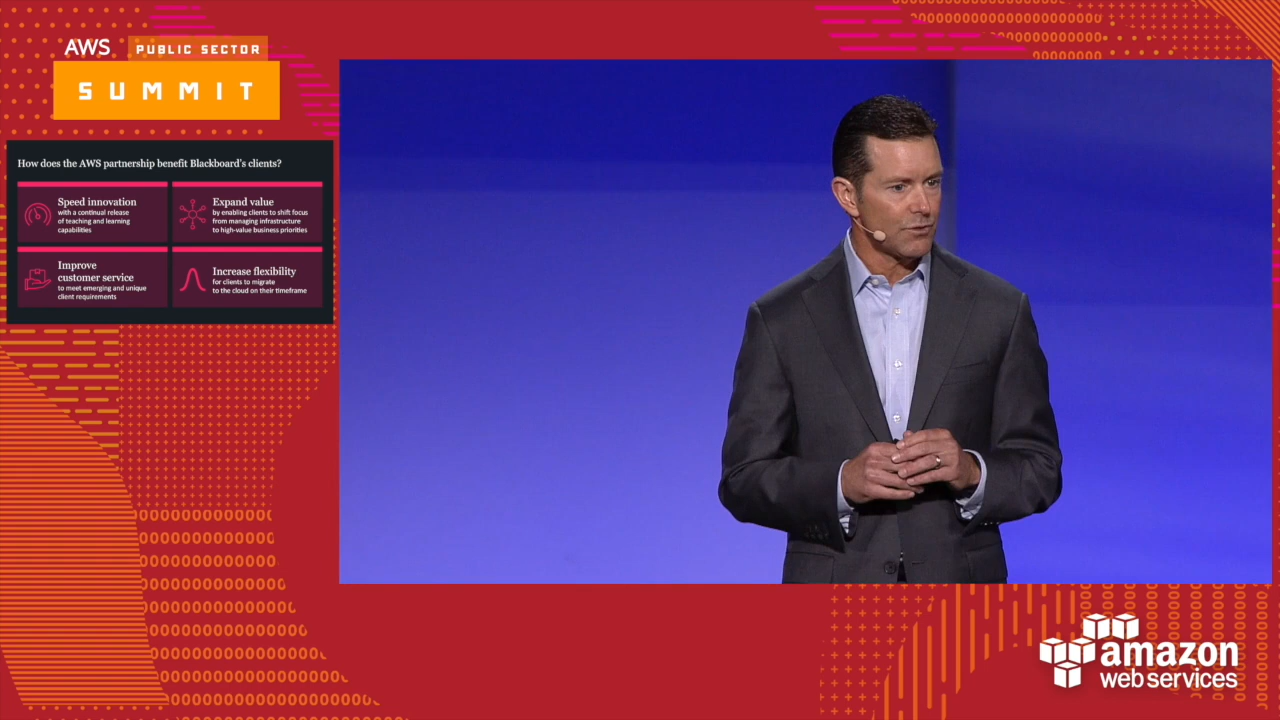 AWS PUBLIC SECTOR
SUMMIT
How does the AWS partnership benefit Blackboard's clients?
Speed innovation
with a continual release
of teaching and learning
capabilities
Expand value
by enabling clients to shift focus
from managing infrastructure
to high-value business priorities
Improve
customer service
to meet emerging and unique
client requirements
Increase flexibility
for clients to migrate
to the cloud on their timeframe
amazon
web services